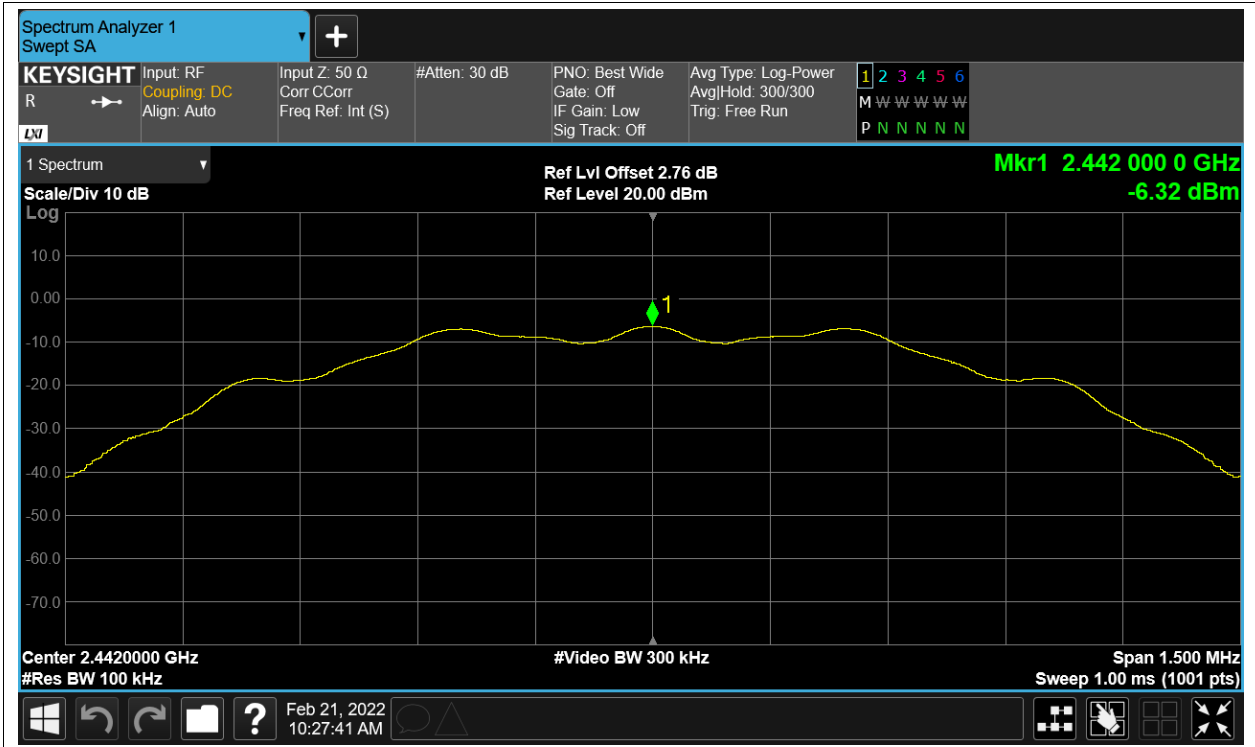 Spectrum Analyzer 1
Swept SA
KEYSIGHT
R
LXI
Input: RF
Coupling: DC
Align: Auto
Input Z: 50 Ω
Corr CCorr
Freq Ref: Int (S)
#Atten: 30 dB
PNO: Best Wide
Gate: Off
IF Gain: Low
Sig Track: Off
Avg Type: Log-Power
Avg|Hold: 300/300
Trig: Free Run
1 2 3 4 5 6
M W W W W W
P N N N N N
1 Spectrum
Scale/Div 10 dB
Log
Ref Lvl Offset 2.76 dB
Ref Level 20.00 dBm
Mkr1 2.442 000 0 GHz
-6.32 dBm
10.0
0.00
-10.0
-20.0
-30.0
-40.0
-50.0
-60.0
-70.0
1
Center 2.4420000 GHz
#Res BW 100 kHz
#Video BW 300 kHz
Span 1.500 MHz
Sweep 1.00 ms (1001 pts)
?
Feb 21, 2022
10:27:41 AM